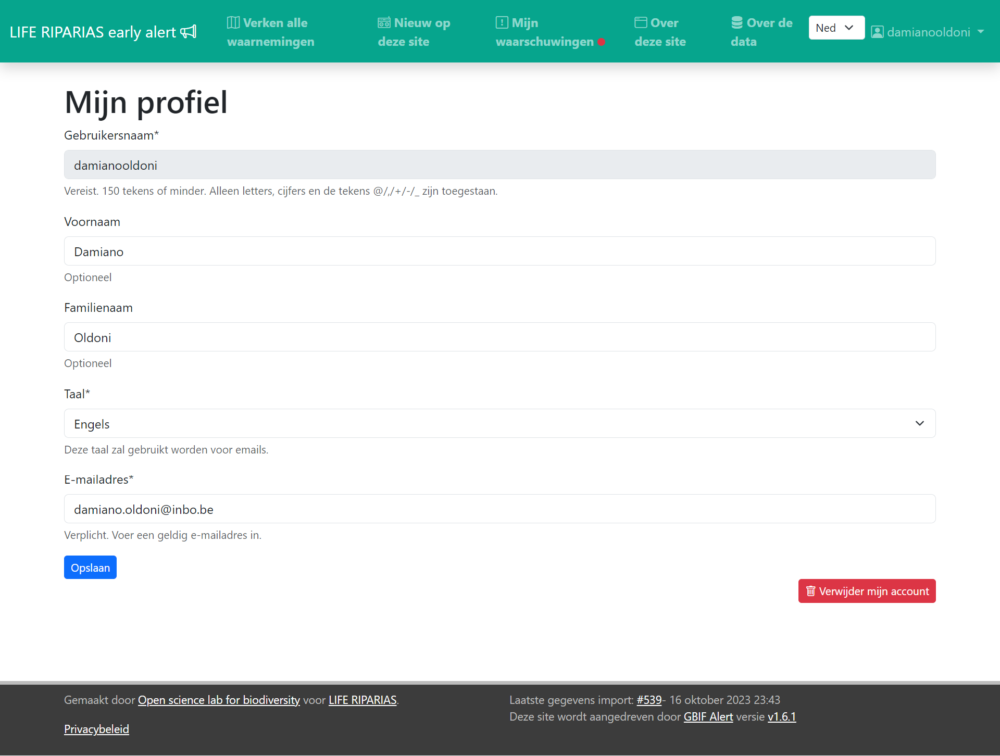 LIFE RIPARIAS early alert
Verken alle
waarnemingen
Nieuw op
deze site
Mijn
waarschuwingen
Over
deze site
Over de
data
Ned
damianooldoni
Mijn profiel
Gebruikersnaam*
damianooldoni
Vereist. 150 tekens of minder. Alleen letters, cijfers en de tekens @/,/+/-/_ zijn toegestaan.
Voornaam
Damiano
Optioneel
Familienaam
Oldoni
Optioneel
Taal*
Engels
Deze taal zal gebruikt worden voor emails.
E-mailadres*
damiano.oldoni@inbo.be
Verplicht. Voer een geldig e-mailadres in.
Opslaan
Verwijder mijn account
Gemaakt door Open science lab for biodiversity voor LIFE RIPARIAS.
Privacybeleid
Laatste gegevens import: #539- 16 oktober 2023 23:43
Deze site wordt aangedreven door GBIF Alert versie v1.6.1